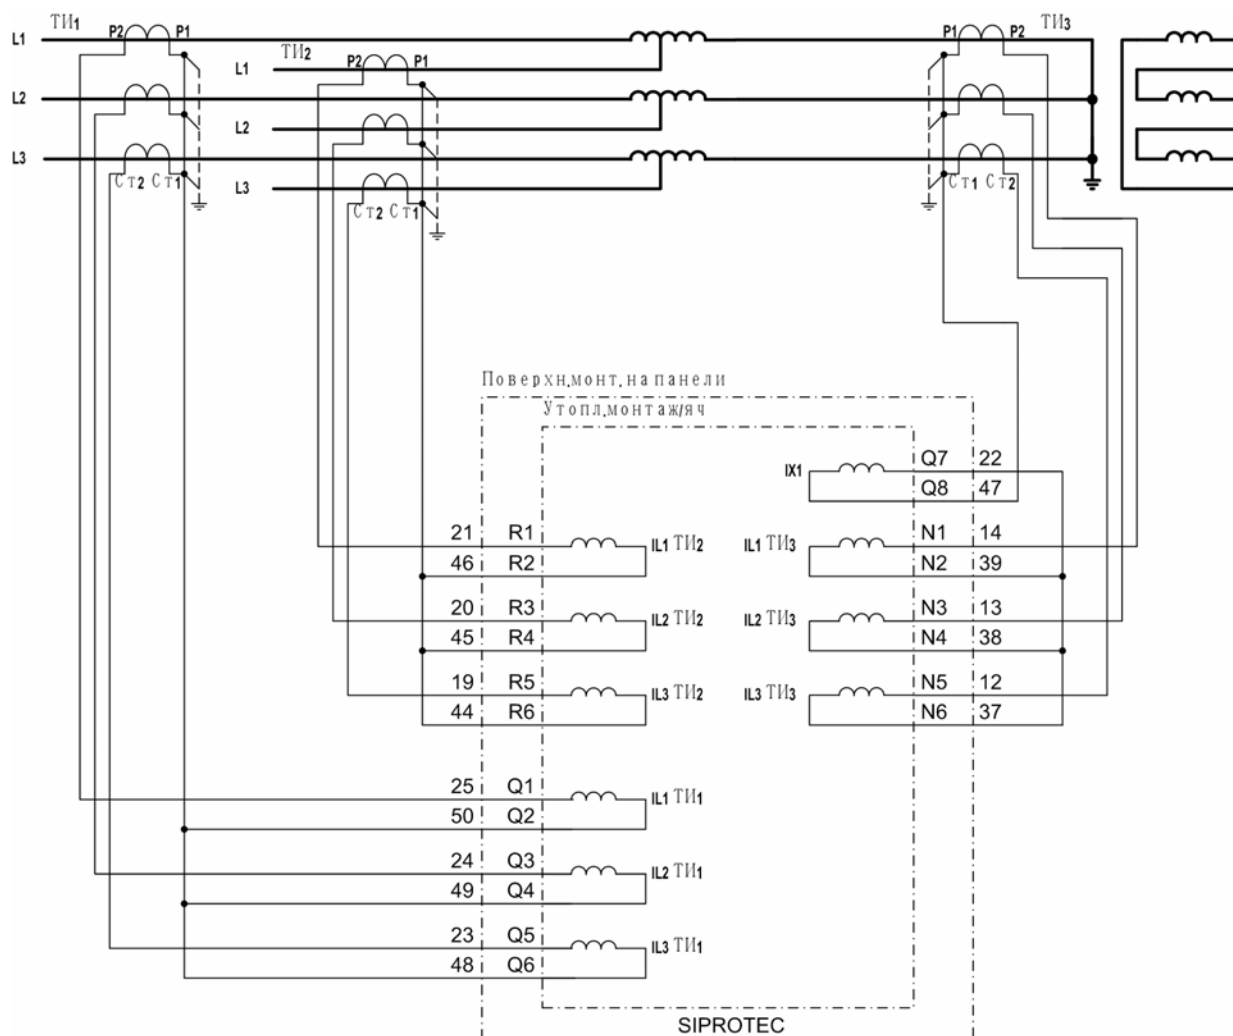 ТИ1
P2 P1
P1 P2
ТИ3
L1
ТИ2
L1
P2 P1
L2
L2
L3
Ст2 Ст1
L3
Ст2 Ст1
Ст1 Ст2
Поверхн.монт. на панели
Утопл.монтаж/яч
IX1 Q7 22
Q8 47
21 R1 IL1 ТИ2 IL1 ТИ3 N1 14
46 R2 N2 39
20 R3 IL2 ТИ2 IL2 ТИ3 N3 13
45 R4 N4 38
19 R5 IL3 ТИ2 IL3 ТИ3 N5 12
44 R6 N6 37
25 Q1 IL1 ТИ1
50 Q2
24 Q3 IL2 ТИ1
49 Q4
23 Q5 IL3 ТИ1
48 Q6
SIPROTEC